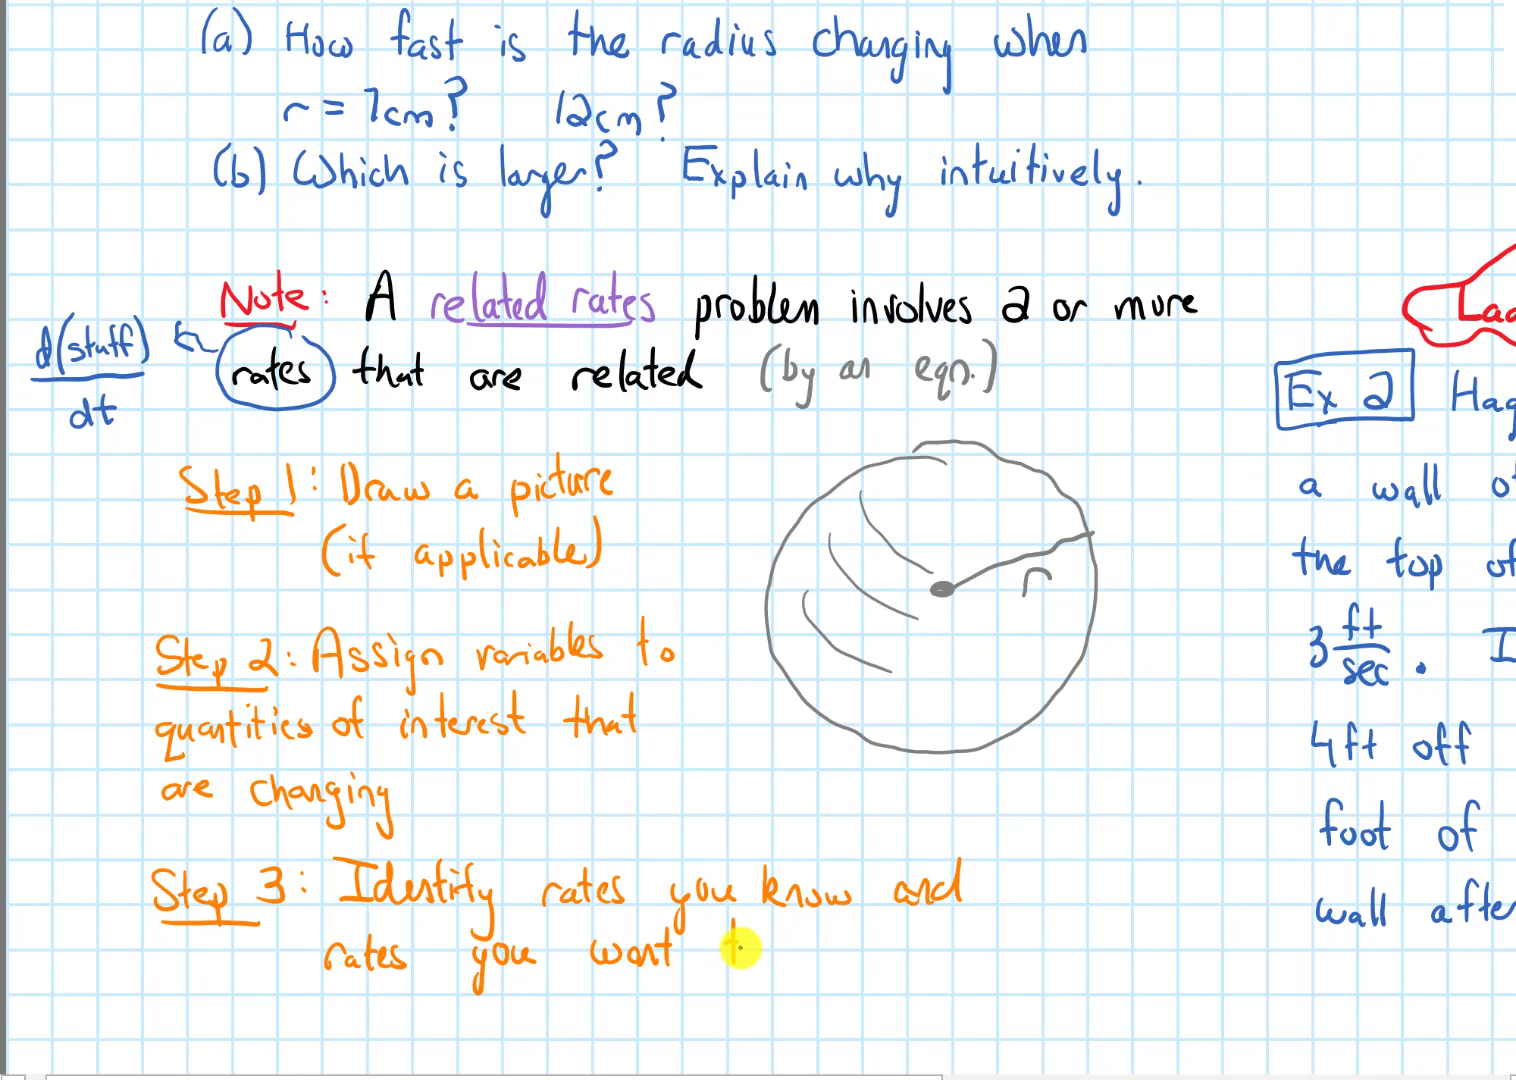 (a) How fast is the radius changing when
r = 7cm? 12cm?
(b) Which is larger? Explain why intuitively.
Note: A related rates problem involves 2 or more
rates that are related (by an eqn.)
d(stuff)
dt
Step 1: Draw a picture
(if applicable)
r
Step 2: Assign variables to
quantities of interest that
are changing
Step 3: Identify rates you know and
rates you want t
Ex 2
a wall
the top of
3 ft
sec .
4ft off
foot of
wall after